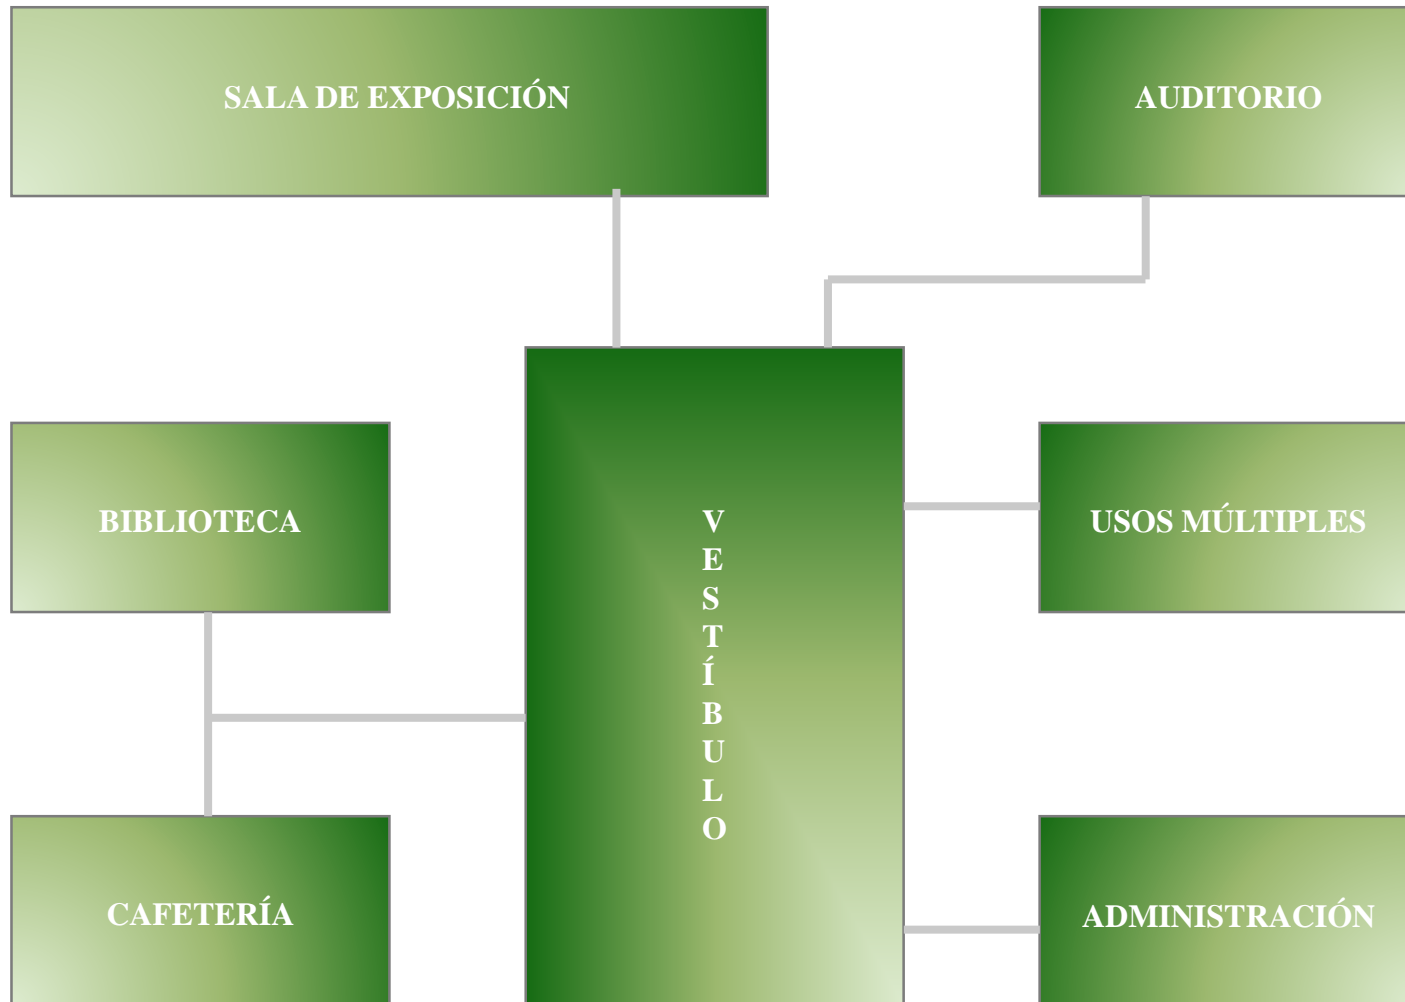 SALA DE EXPOSICIÓN
AUDITORIO
BIBLIOTECA
V
E
S
T
Í
B
U
L
O
USOS MÚLTIPLES
CAFETERÍA
ADMINISTRACIÓN